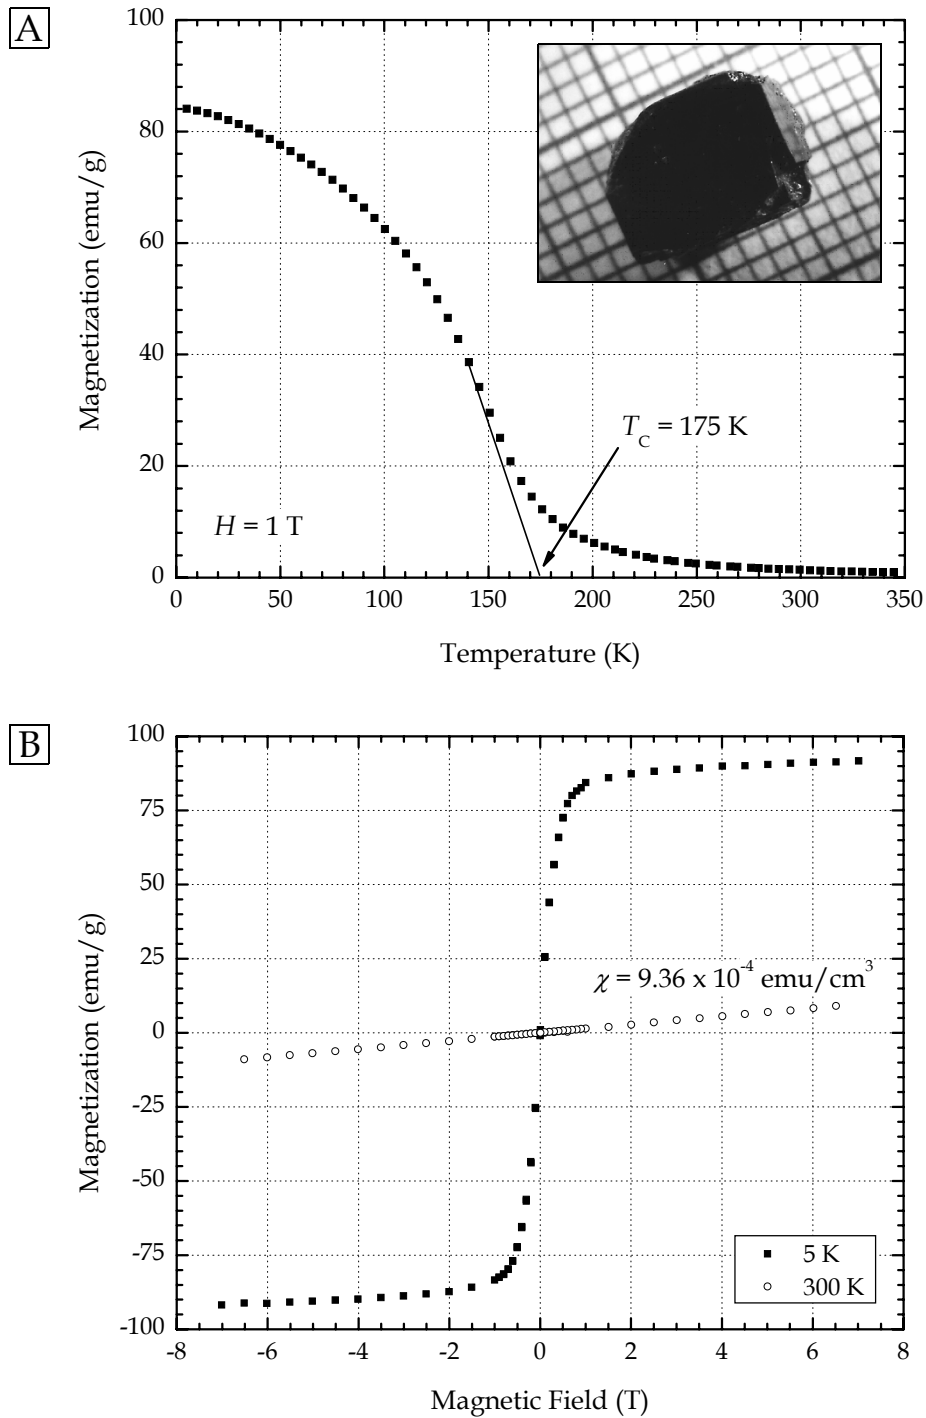 A
100
80
60
40
20
0
Magnetization (emu/g)
T_C = 175 K
H = 1 T
0 50 100 150 200 250 300 350
Temperature (K)
B
100
75
50
25
0
-25
-50
-75
-100
Magnetization (emu/g)
χ = 9.36 x 10⁻⁴ emu/cm³
5 K
300 K
-8 -6 -4 -2 0 2 4 6 8
Magnetic Field (T)